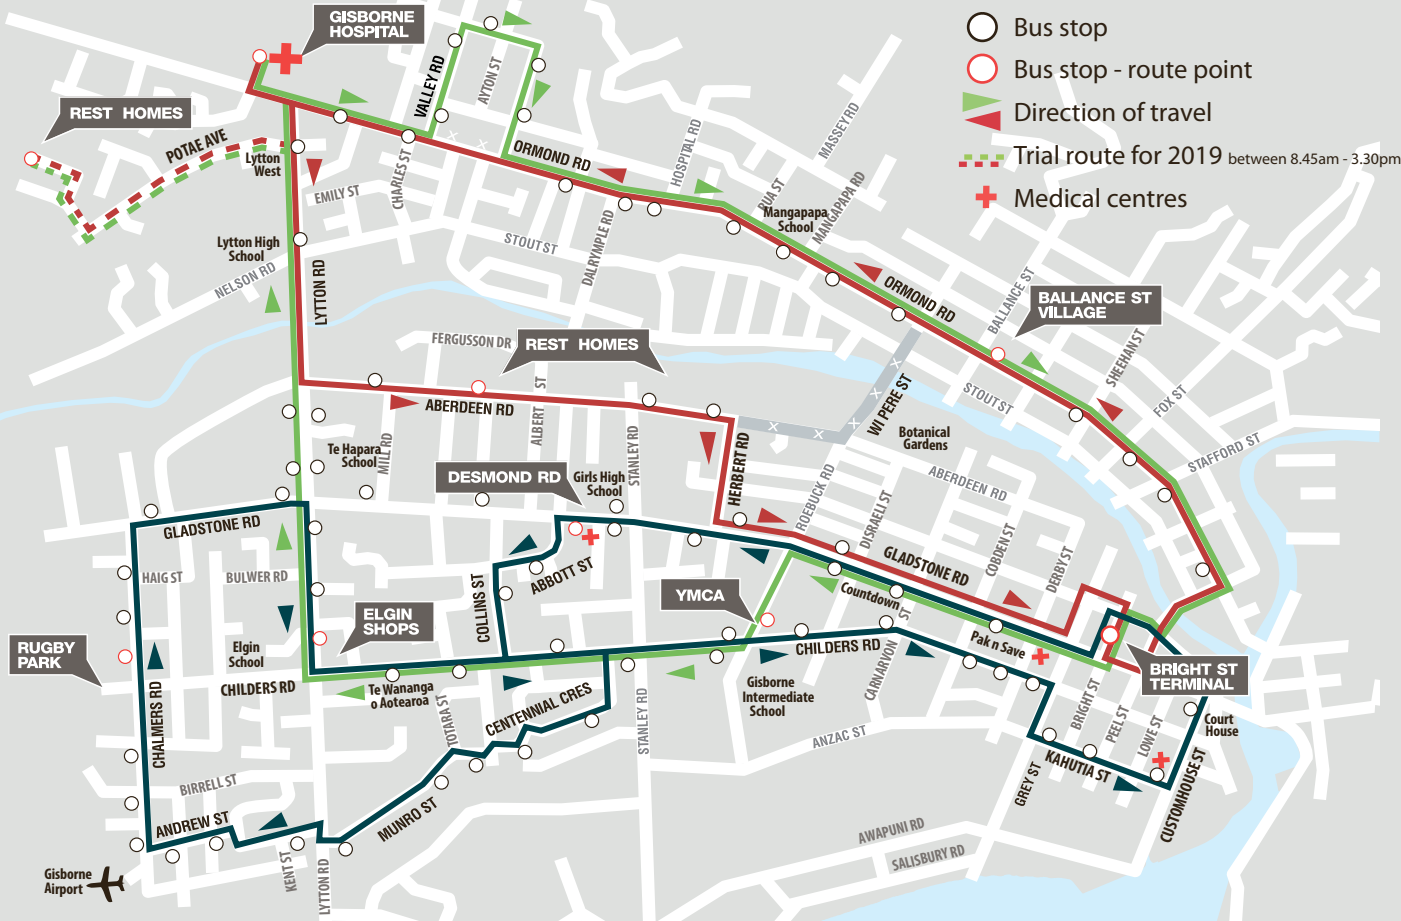 GISBORNE
HOSPITAL
Bus stop
Bus stop - route point
Direction of travel
Trial route for 2019 between 8.45am - 3.30pm
Medical centres
REST HOMES
POTAE AVE
Lytton
West
VALLEY RD
AYTON ST
EMILY ST
CHARLES ST
ORMOND RD
HOSPITAL RD
MASSEY RD
RUA ST
MANGAPAPA RD
Mangapapa
School
STOUT ST
DALRYMPLE RD
Lytton High
School
NELSON RD
LYTTON RD
ORMOND RD
BALLANCE ST
BALLANCE ST
VILLAGE
SHEEHAN ST
FOX ST
STAFFORD ST
FERGUSSON DR
REST HOMES
ABERDEEN RD
ALBERT ST
STOUT ST
WI PERE ST
Botanical
Gardens
ABERDEEN RD
Te Hapara
School
MILL RD
STANLEY RD
HERBERT RD
DESMOND RD
Girls High
School
ROEBUCK RD
DISRAELI ST
COBDEN ST
DERBY ST
GLADSTONE RD
GLADSTONE RD
HAIG ST
BULWER RD
COLLINS ST
ABBOTT ST
YMCA
Countdown
Pak n Save
ELGIN
SHOPS
RUGBY
PARK
Elgin
School
CHILDERS RD
CHILDERS RD
Te Wananga
o Aotearoa
CARNARVON ST
BRIGHT ST
TERMINAL
CHALMERS RD
TOTARA ST
CENTENNIAL CRES
STANLEY RD
Gisborne
Intermediate
School
ANZAC ST
BRIGHT ST
PEEL ST
LOWE ST
Court
House
GREY ST
KAHUTIA ST
CUSTOMHOUSE ST
BIRRELL ST
ANDREW ST
MUNRO ST
KENT ST
LYTTON RD
AWAPUNI RD
SALISBURY RD
Gisborne
Airport